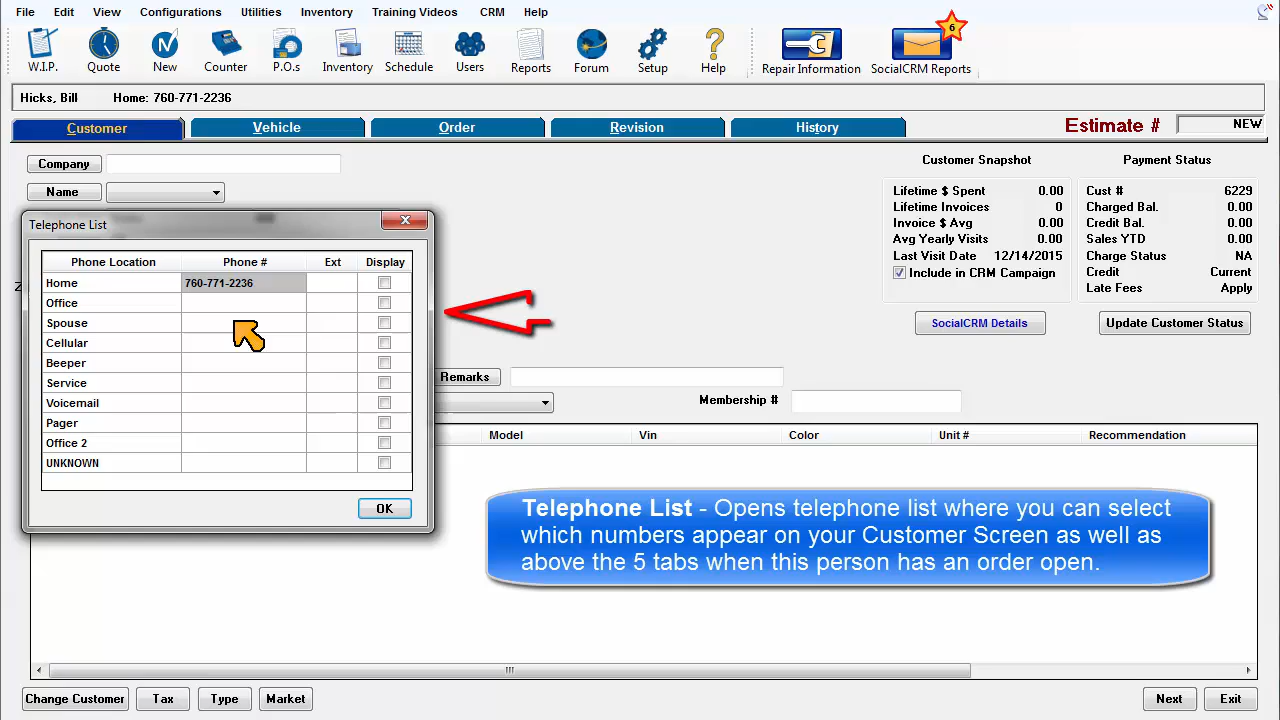 File Edit View Configurations Utilities Inventory Training Videos CRM Help
6
W.I.P. Quote New Counter P.O.s Inventory Schedule Users Reports Forum Setup Help Repair Information SocialCRM Reports
Hicks, Bill Home: 760-771-2236
Customer Vehicle Order Revision History Estimate # NEW
Company
Name
Customer Snapshot
Lifetime $ Spent 0.00
Lifetime Invoices 0
Invoice $ Avg 0.00
Avg Yearly Visits 0.00
Last Visit Date 12/14/2015
Include in CRM Campaign
SocialCRM Details
Payment Status
Cust # 6229
Charged Bal. 0.00
Credit Bal. 0.00
Sales YTD 0.00
Charge Status NA
Credit Current
Late Fees Apply
Update Customer Status
Telephone List
Phone Location Phone # Ext Display
Home 760-771-2236
Office
Spouse
Cellular
Beeper
Service
Voicemail
Pager
Office 2
UNKNOWN
OK
Remarks
Membership #
Model Vin Color Unit # Recommendation
Telephone List - Opens telephone list where you can select
which numbers appear on your Customer Screen as well as
above the 5 tabs when this person has an order open.
Change Customer Tax Type Market Next Exit